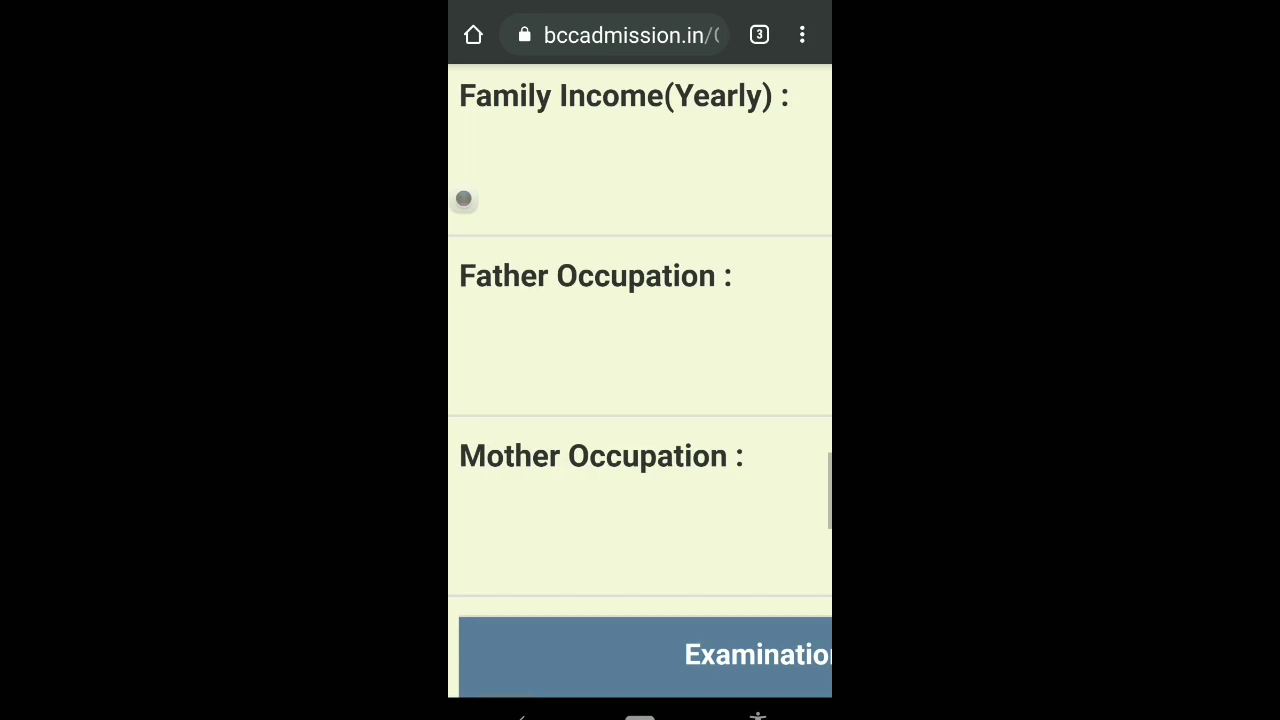 bccadmission.in/
3
Family Income(Yearly) :
Father Occupation :
Mother Occupation :
Examinatio